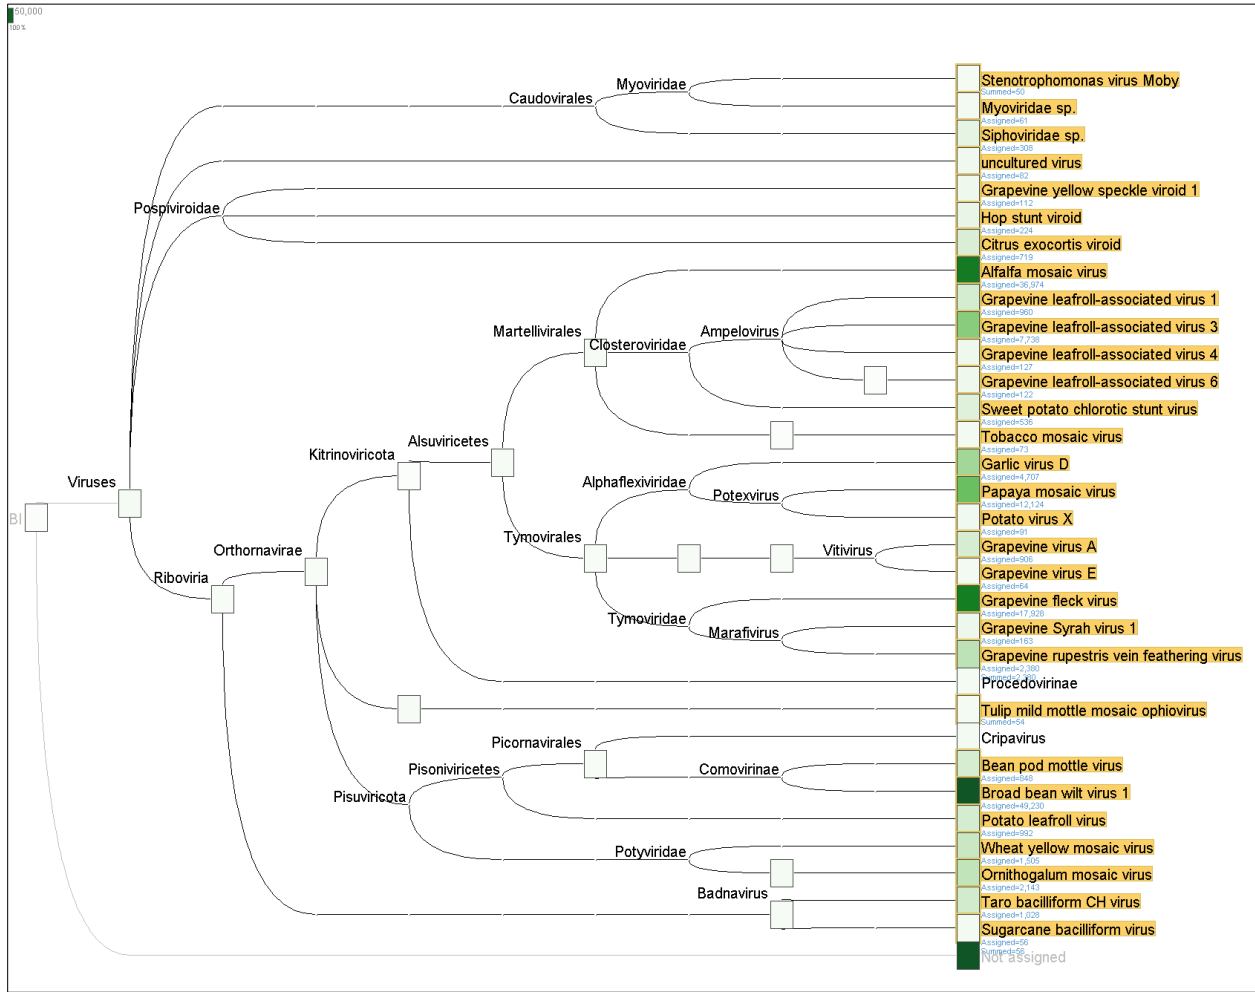 50,000
100%
Stenotrophomonas virus Moby
Summed=50
Myoviridae
Caudovirales
Myoviridae sp.
Assigned=61
Siphoviridae sp.
Assigned=308
uncultured virus
Assigned=82
Grapevine yellow speckle viroid 1
Assigned=112
Pospiviroidae
Hop stunt viroid
Assigned=224
Citrus exocortis viroid
Assigned=719
Alfalfa mosaic virus
Assigned=36,974
Grapevine leafroll-associated virus 1
Assigned=960
Martellivirales
Ampelovirus
Grapevine leafroll-associated virus 3
Assigned=7,738
Closteroviridae
Grapevine leafroll-associated virus 4
Assigned=127
Grapevine leafroll-associated virus 6
Assigned=122
Sweet potato chlorotic stunt virus
Assigned=536
Tobacco mosaic virus
Assigned=73
Alsuviricetes
Kitrinoviricota
Garlic virus D
Assigned=4,707
Alphaflexiviridae
Viruses
Potexvirus
Papaya mosaic virus
Assigned=12,124
BI
Potato virus X
Assigned=91
Tymovirales
Grapevine virus A
Assigned=906
Orthornavirae
Vitivirus
Grapevine virus E
Assigned=64
Riboviria
Grapevine fleck virus
Assigned=17,928
Tymoviridae
Marafivirus
Grapevine Syrah virus 1
Assigned=163
Grapevine rupestris vein feathering virus
Assigned=2,380
Summed=2,380
Procedovirinae
Tulip mild mottle mosaic ophiovirus
Summed=54
Picornavirales
Cripavirus
Pisoniviricetes
Comovirinae
Bean pod mottle virus
Assigned=848
Pisuviricota
Broad bean wilt virus 1
Assigned=49,230
Potato leafroll virus
Assigned=992
Potyviridae
Wheat yellow mosaic virus
Assigned=1,505
Ornithogalum mosaic virus
Assigned=2,143
Badnavirus
Taro bacilliform CH virus
Assigned=1,028
Sugarcane bacilliform virus
Assigned=56
Summed=56
Not assigned